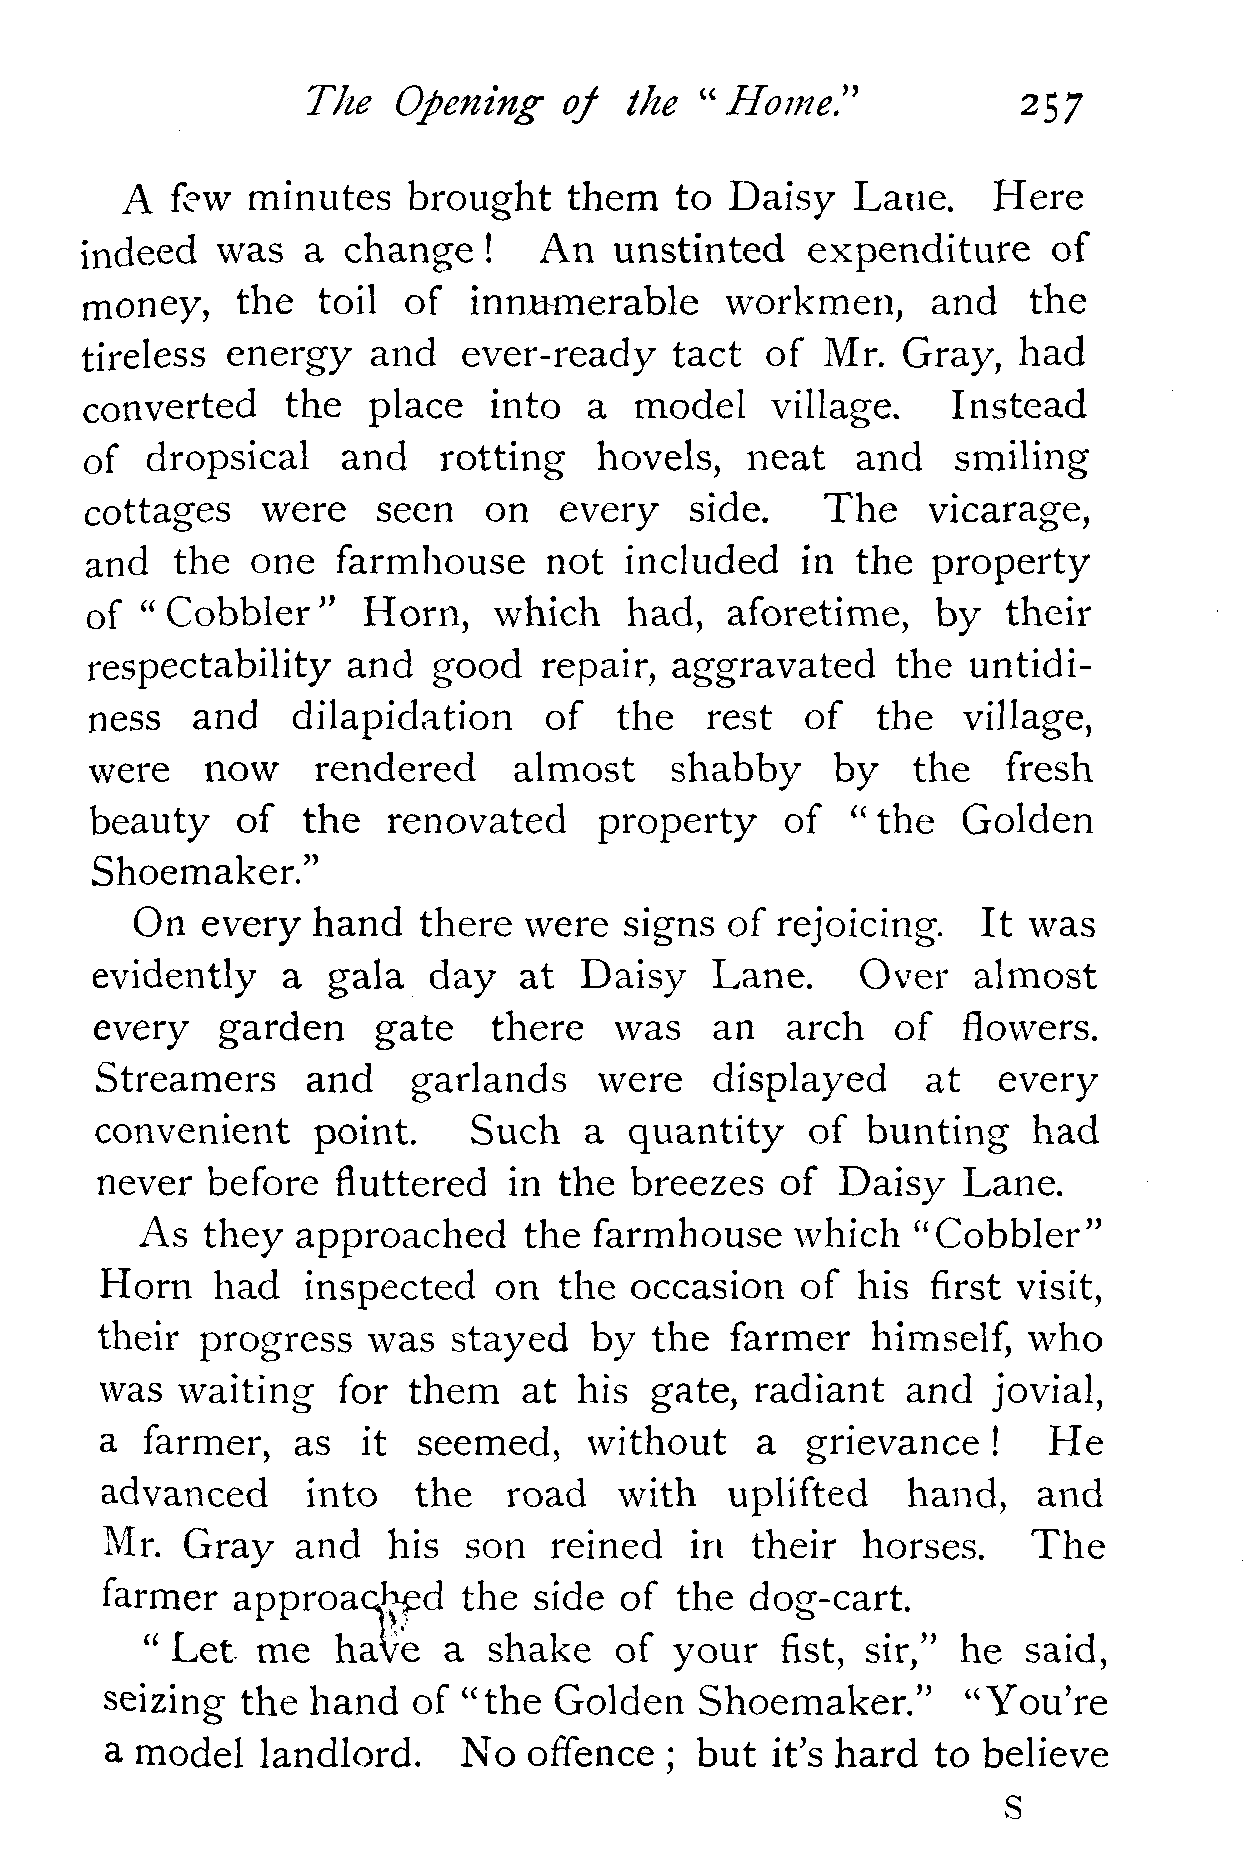 The Opening of the "Home." 257
A few minutes brought them to Daisy Lane. Here
indeed was a change! An unstinted expenditure of
money, the toil of innumerable workmen, and the
tireless energy and ever-ready tact of Mr. Gray, had
converted the place into a model village. Instead
of dropsical and rotting hovels, neat and smiling
cottages were seen on every side. The vicarage,
and the one farmhouse not included in the property
of "Cobbler" Horn, which had, aforetime, by their
respectability and good repair, aggravated the untidi-
ness and dilapidation of the rest of the village,
were now rendered almost shabby by the fresh
beauty of the renovated property of "the Golden
Shoemaker."
On every hand there were signs of rejoicing. It was
evidently a gala day at Daisy Lane. Over almost
every garden gate there was an arch of flowers.
Streamers and garlands were displayed at every
convenient point. Such a quantity of bunting had
never before fluttered in the breezes of Daisy Lane.
As they approached the farmhouse which "Cobbler"
Horn had inspected on the occasion of his first visit,
their progress was stayed by the farmer himself, who
was waiting for them at his gate, radiant and jovial,
a farmer, as it seemed, without a grievance! He
advanced into the road with uplifted hand, and
Mr. Gray and his son reined in their horses. The
farmer approached the side of the dog-cart.
"Let me have a shake of your fist, sir," he said,
seizing the hand of "the Golden Shoemaker." "You're
a model landlord. No offence; but it's hard to believe
S